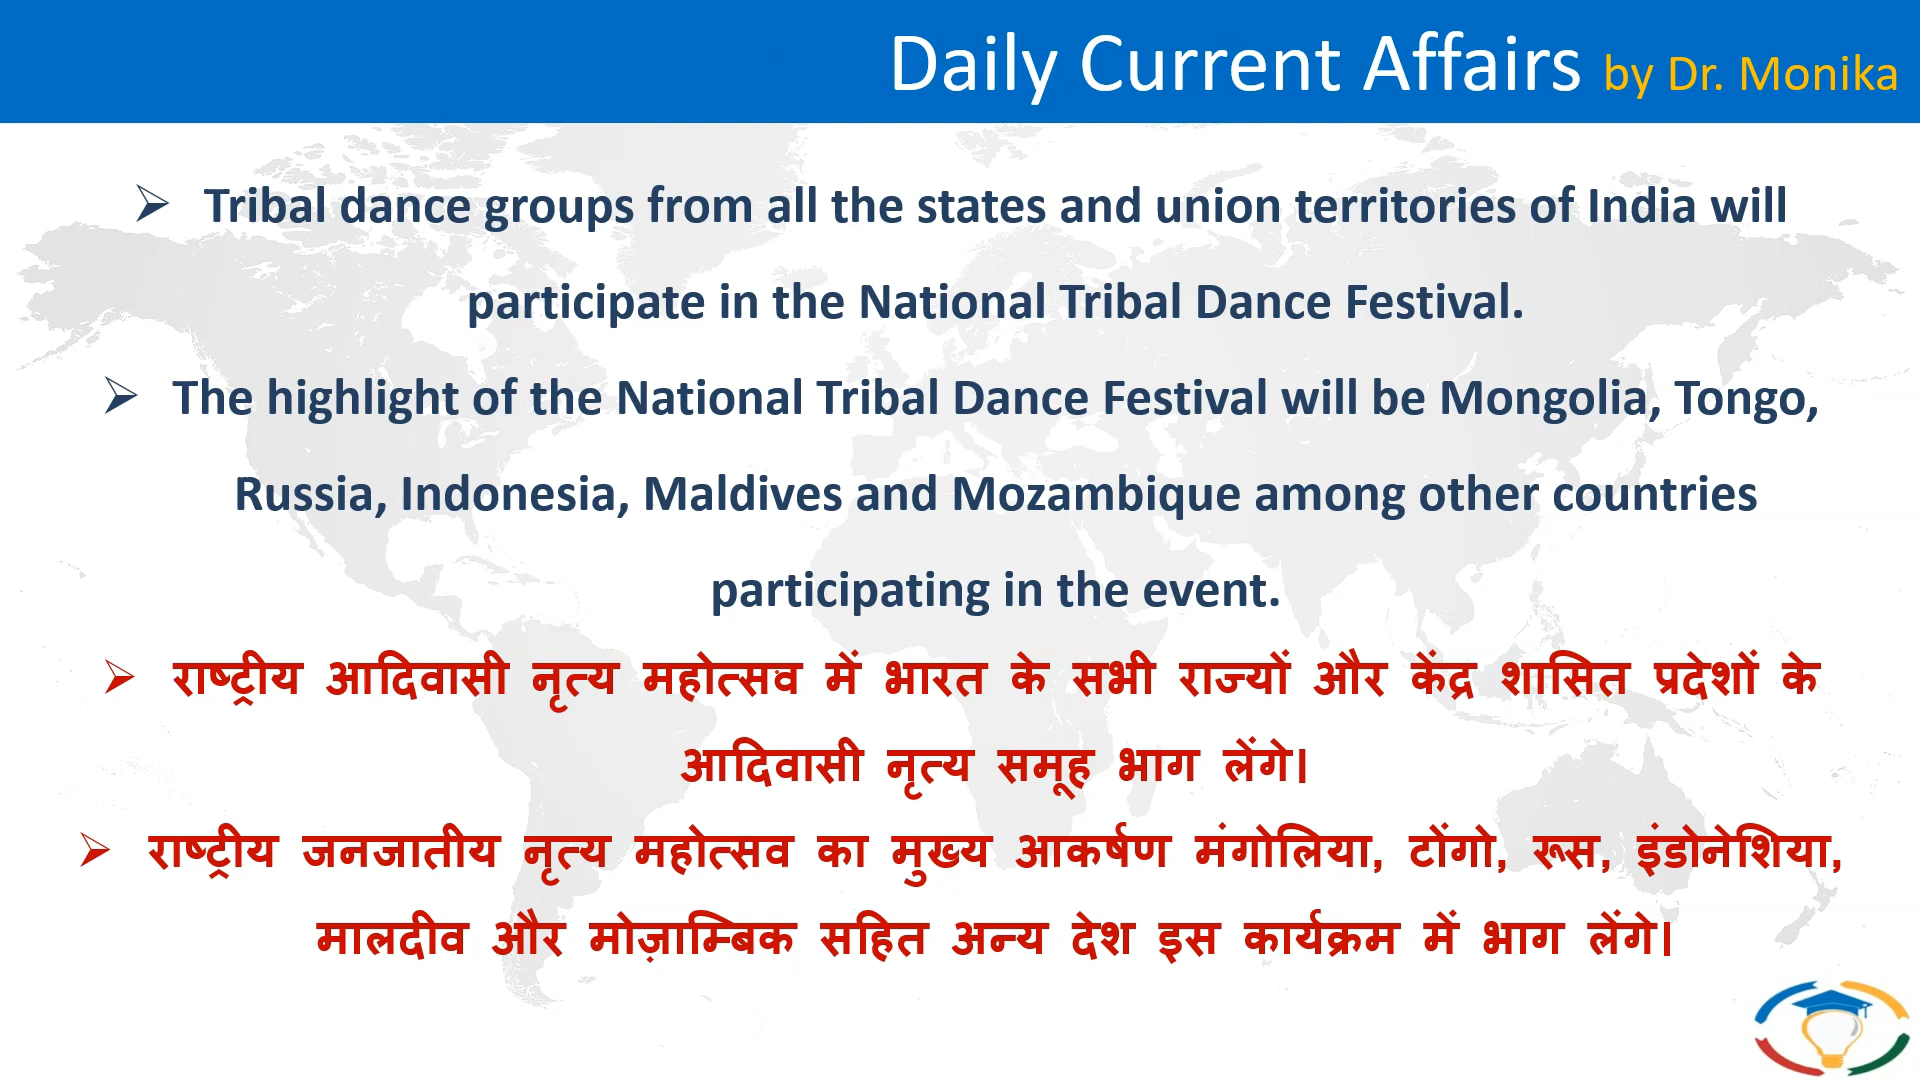 Daily Current Affairs by Dr. Monika
➢ Tribal dance groups from all the states and union territories of India will
participate in the National Tribal Dance Festival.
➢ The highlight of the National Tribal Dance Festival will be Mongolia, Tongo,
Russia, Indonesia, Maldives and Mozambique among other countries
participating in the event.
➢ राष्ट्रीय आदिवासी नृत्य महोत्सव में भारत के सभी राज्यों और केंद्र शासित प्रदेशों के
आदिवासी नृत्य समूह भाग लेंगे।
➢ राष्ट्रीय जनजातीय नृत्य महोत्सव का मुख्य आकर्षण मंगोलिया, टोंगो, रूस, इंडोनेशिया,
मालदीव और मोज़ाम्बिक सहित अन्य देश इस कार्यक्रम में भाग लेंगे।